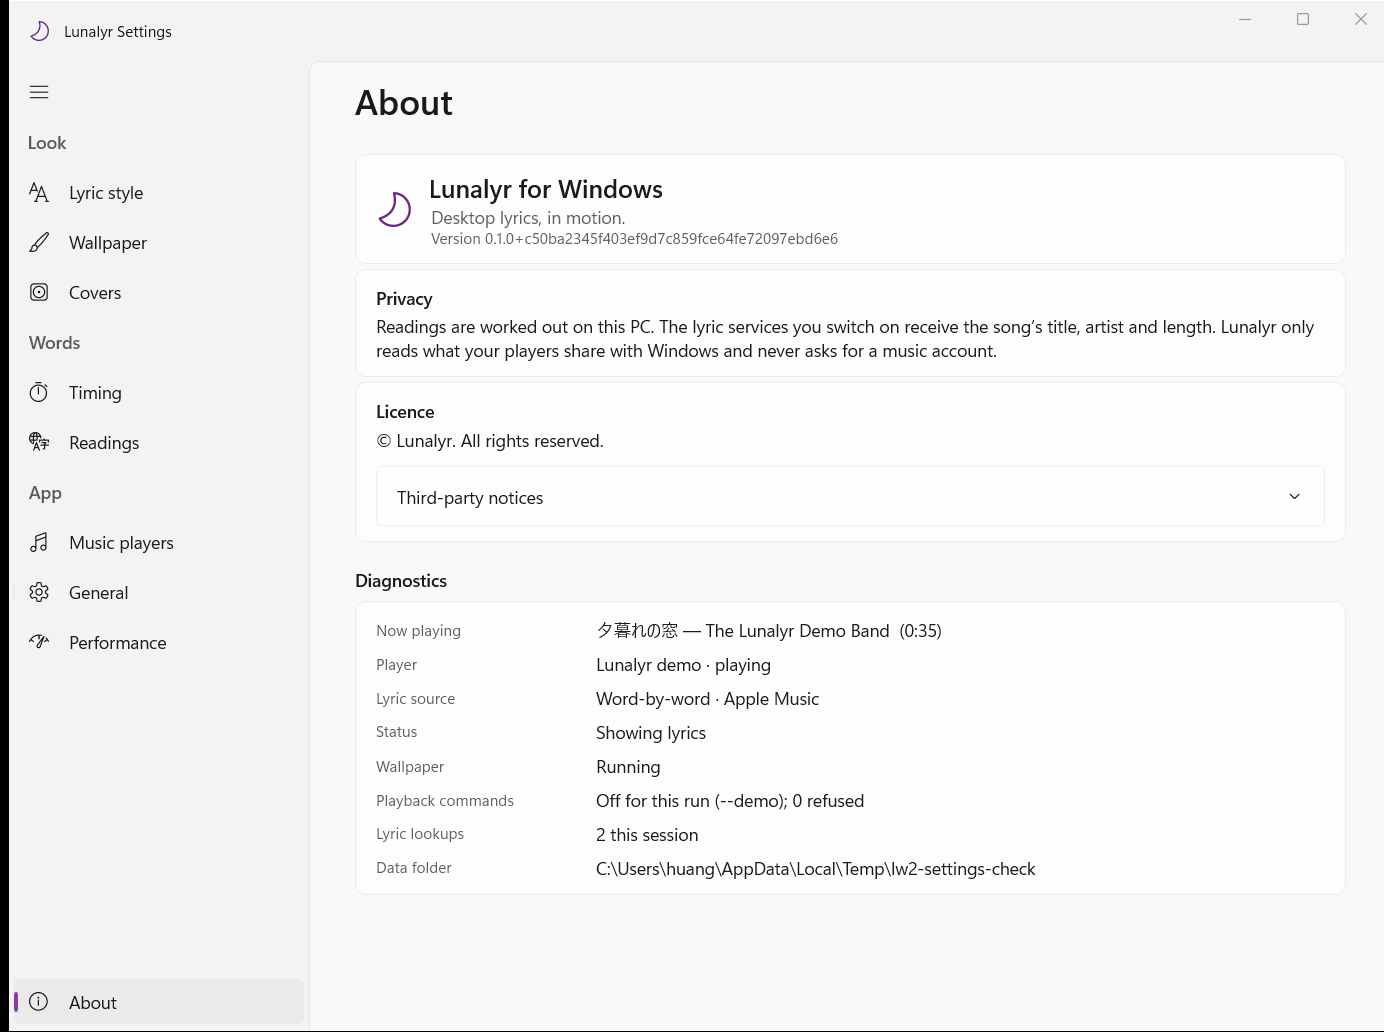 Lunalyr Settings
Look
Lyric style
Wallpaper
Covers
Words
Timing
Readings
App
Music players
General
Performance
About
About
Lunalyr for Windows
Desktop lyrics, in motion.
Version 0.1.0+c50ba2345f403ef9d7c859fce64fe72097ebd6e6
Privacy
Readings are worked out on this PC. The lyric services you switch on receive the song’s title, artist and length. Lunalyr only
reads what your players share with Windows and never asks for a music account.
Licence
© Lunalyr. All rights reserved.
Third-party notices
Diagnostics
Now playing 夕暮れの窓 — The Lunalyr Demo Band (0:35)
Player Lunalyr demo · playing
Lyric source Word-by-word · Apple Music
Status Showing lyrics
Wallpaper Running
Playback commands Off for this run (--demo); 0 refused
Lyric lookups 2 this session
Data folder C:\Users\huang\AppData\Local\Temp\lw2-settings-check